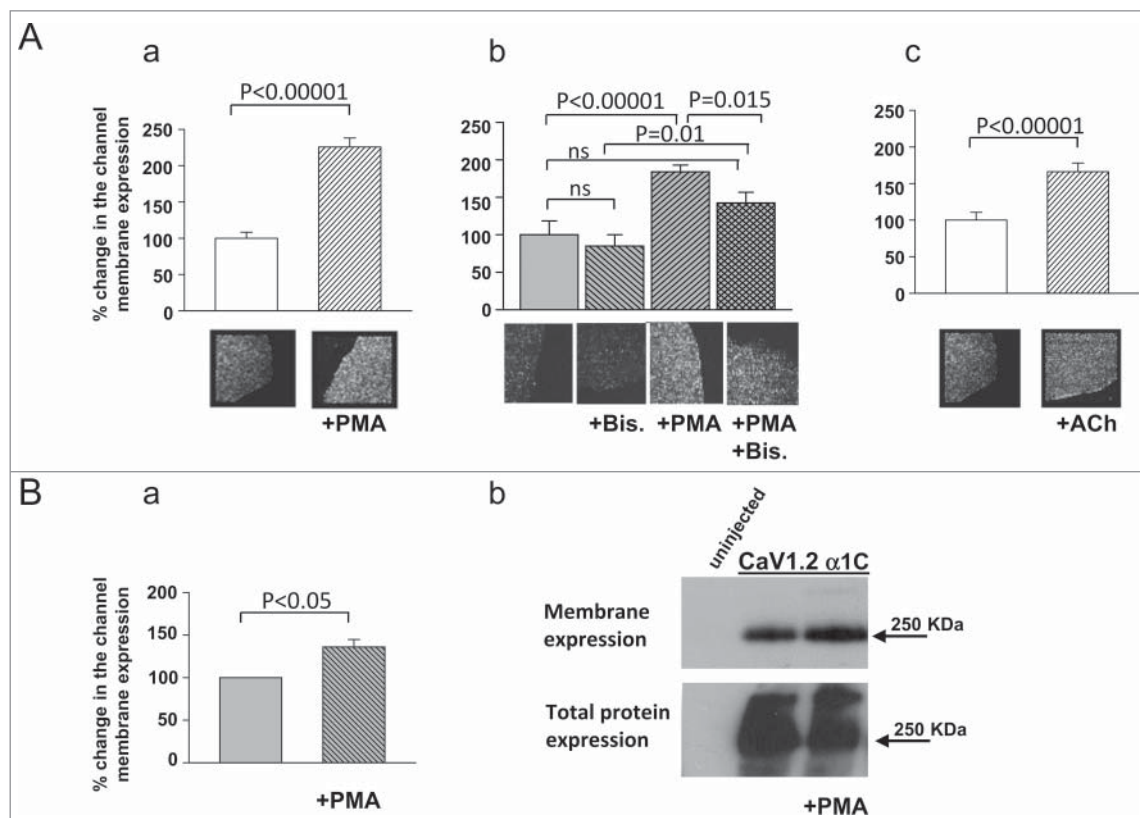 A
a
P<0.00001
% change in the channel
membrane expression
250
200
150
100
50
0
+PMA
b
P<0.00001
P=0.015
P=0.01
ns
ns
250
200
150
100
50
0
+Bis.
+PMA
+PMA
+Bis.
c
P<0.00001
250
200
150
100
50
0
+ACh
B
a
P<0.05
% change in the channel
membrane expression
200
150
100
50
0
+PMA
b
uninjected
CaV1.2 α1C
Membrane
expression
250 KDa
Total protein
expression
250 KDa
+PMA